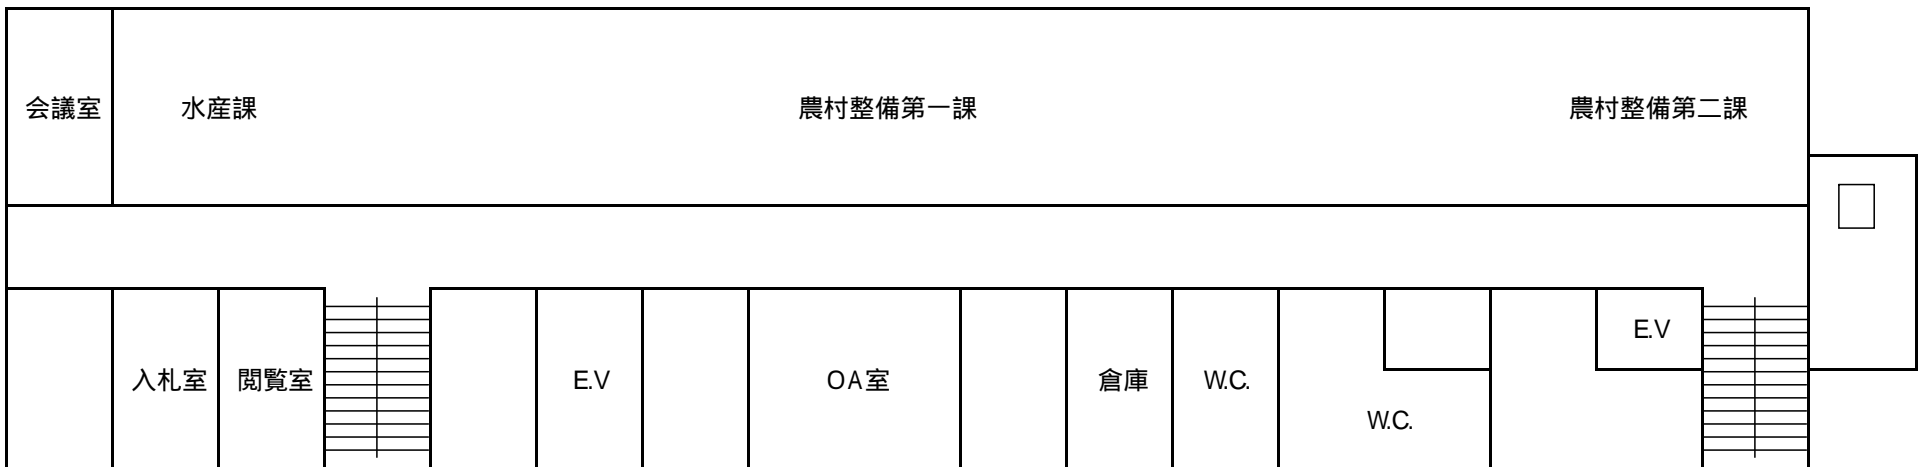 会議室
水産課
農村整備第一課
農村整備第二課
E.V
入札室
閲覧室
E.V
OA室
倉庫
W.C.
W.C.